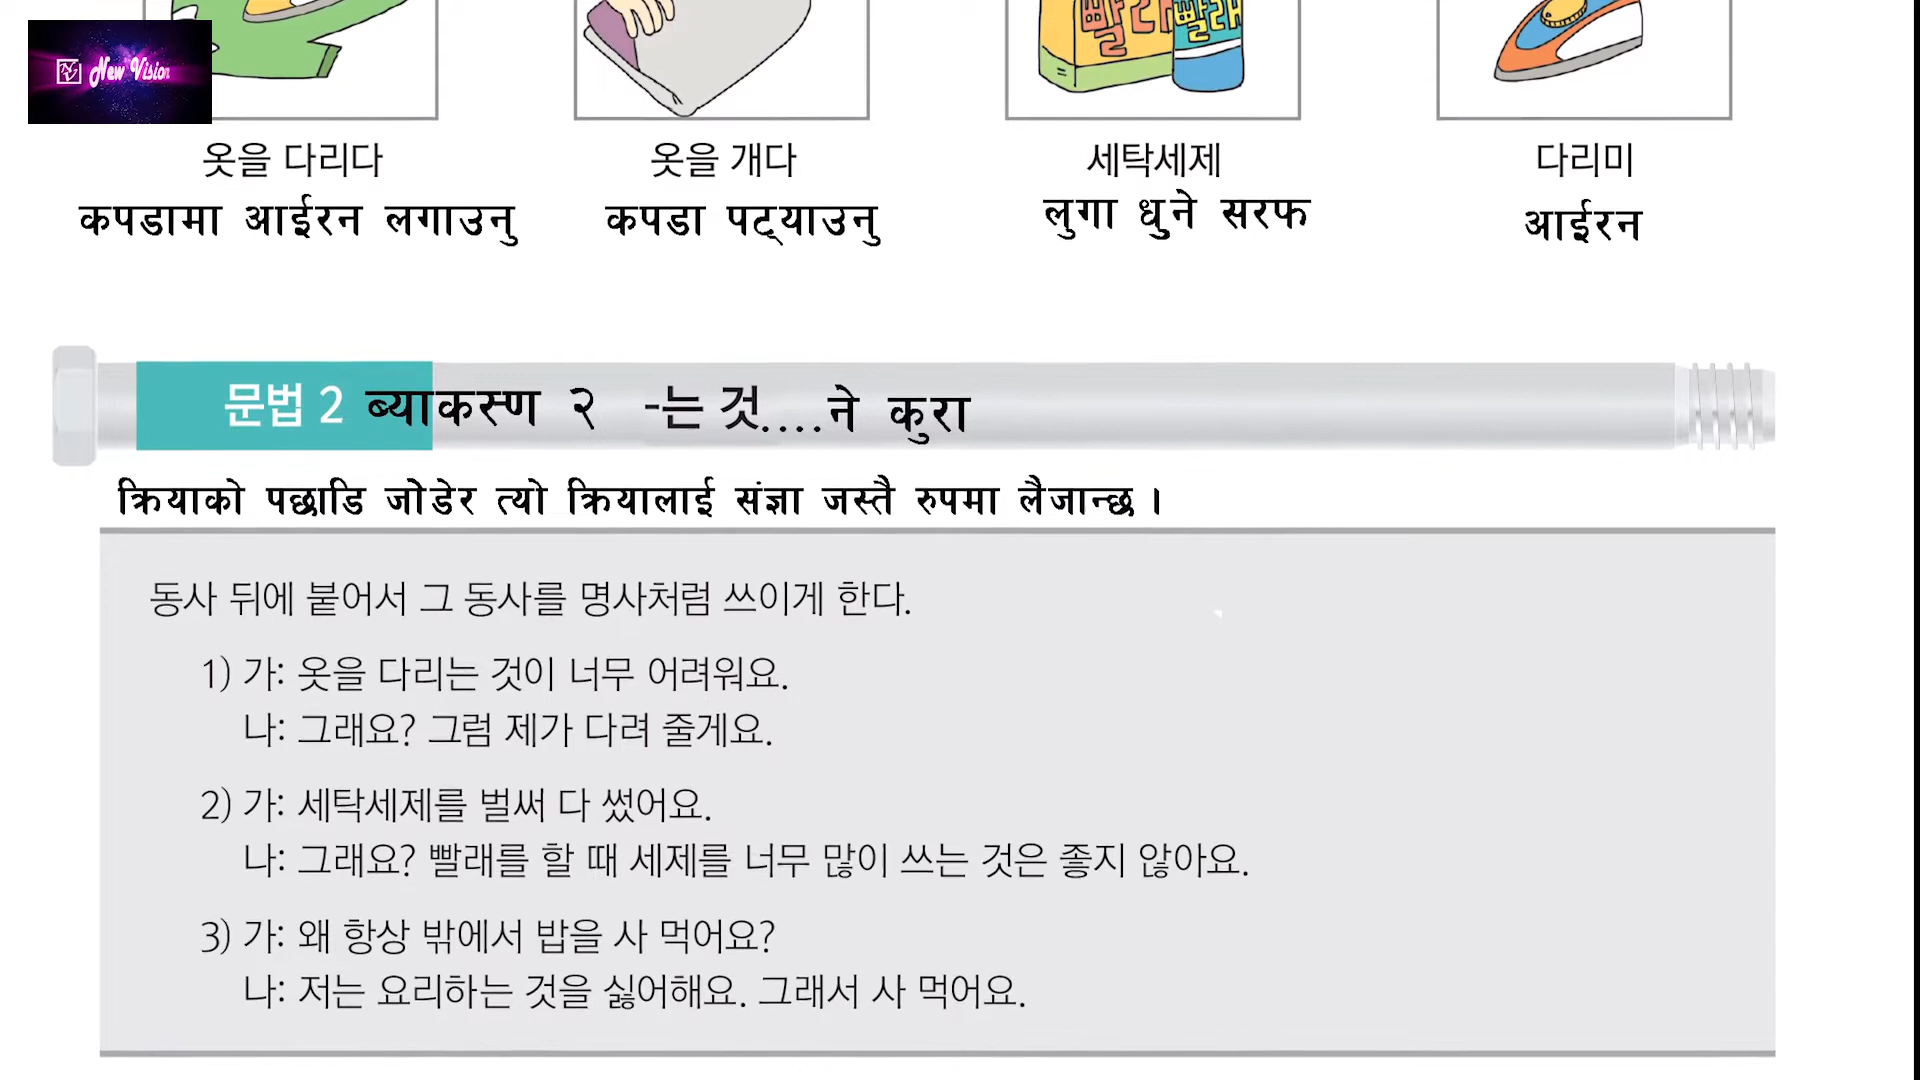 빨래 빨래
New Vision
옷을 다리다 옷을 개다 세탁세제 다리미
कपडामा आईरन लगाउनु कपडा पट्याउनु लुगा धुने सरफ आईरन
문법 2 ब्याकरण २ -는 것....ने कुरा
क्रियाको पछाडि जोडेर त्यो क्रियालाई संज्ञा जस्तै रुपमा लैजान्छ ।
동사 뒤에 붙어서 그 동사를 명사처럼 쓰이게 한다.
1) 가: 옷을 다리는 것이 너무 어려워요.
나: 그래요? 그럼 제가 다려 줄게요.
2) 가: 세탁세제를 벌써 다 썼어요.
나: 그래요? 빨래를 할 때 세제를 너무 많이 쓰는 것은 좋지 않아요.
3) 가: 왜 항상 밖에서 밥을 사 먹어요?
나: 저는 요리하는 것을 싫어해요. 그래서 사 먹어요.